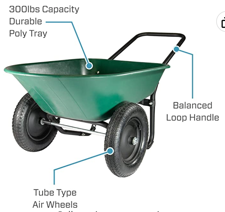 300lbs Capacity
Durable
Poly Tray
Balanced
Loop Handle
Tube Type
Air Wheels